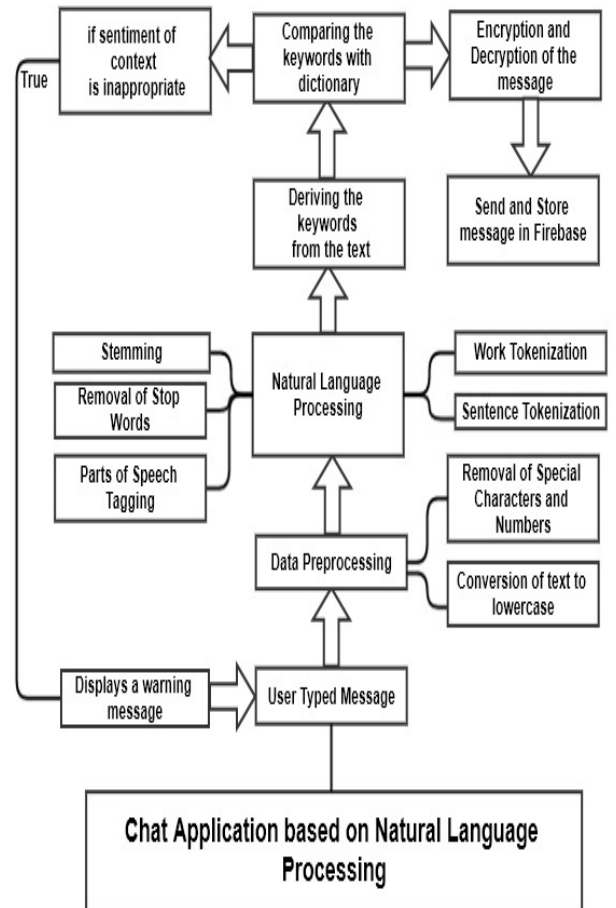 if sentiment of
context
is inappropriate
Comparing the
keywords with
dictionary
Encryption and
Decryption of the
message
True
Deriving the
keywords
from the text
Send and Store
message in Firebase
Stemming
Removal of Stop
Words
Parts of Speech
Tagging
Natural Language
Processing
Work Tokenization
Sentence Tokenization
Removal of Special
Characters and
Numbers
Data Preprocessing
Conversion of text to
lowercase
Displays a warning
message
User Typed Message
Chat Application based on Natural Language
Processing